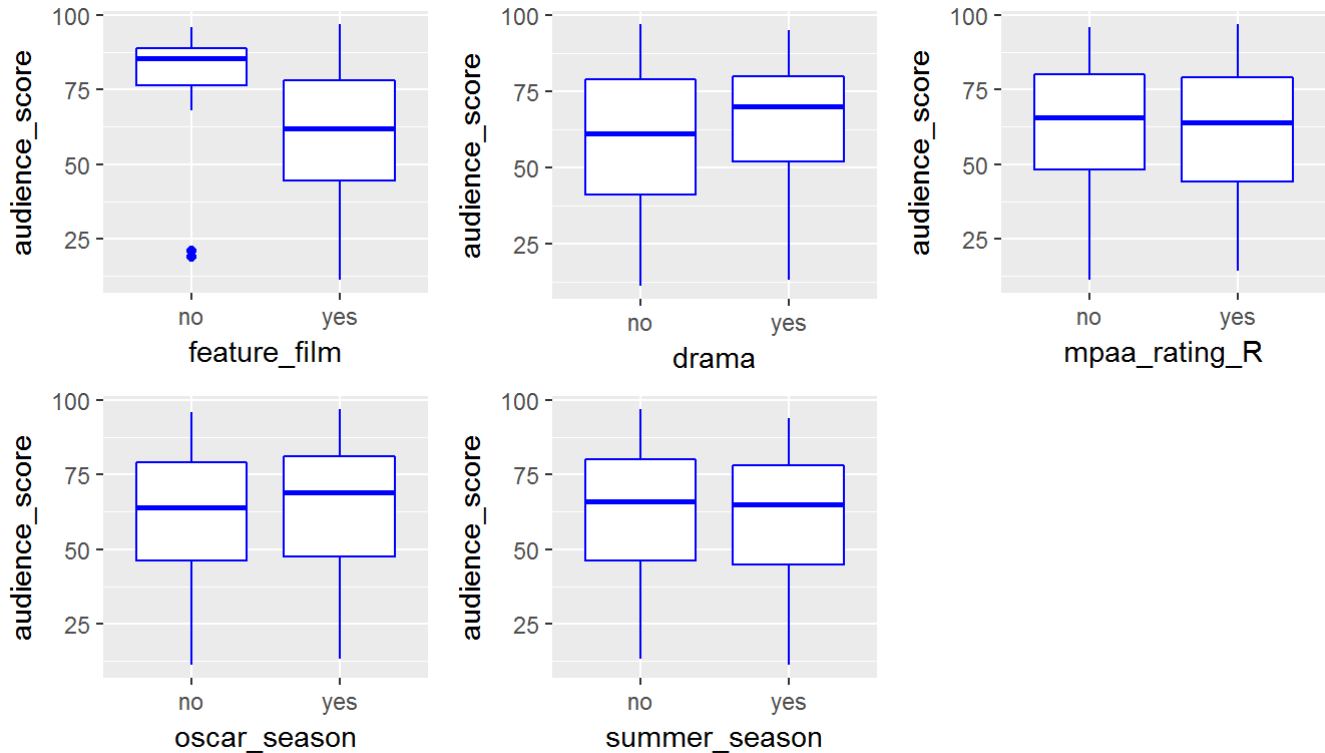 audience_score
100
75
50
25
no yes
feature_film
audience_score
100
75
50
25
no yes
drama
audience_score
100
75
50
25
no yes
mpaa_rating_R
audience_score
100
75
50
25
no yes
oscar_season
audience_score
100
75
50
25
no yes
summer_season